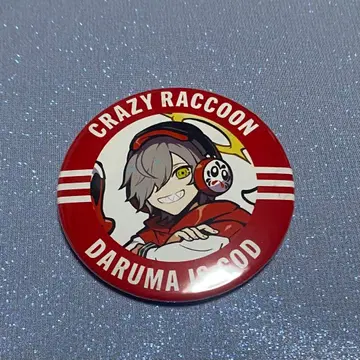 CRAZY RACCOON
DARUMA IS GOD